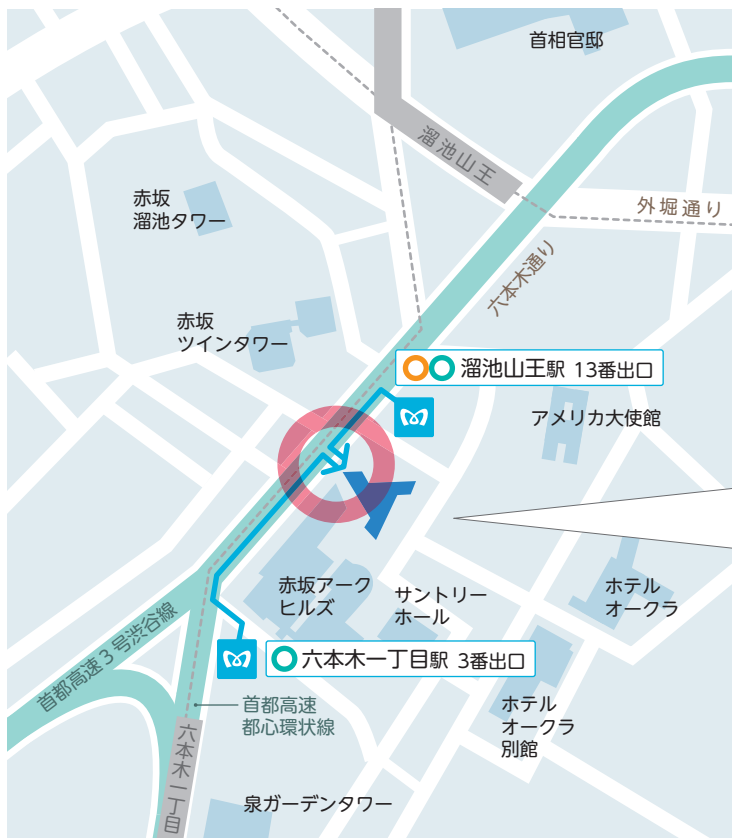 首相官邸
溜池山王
赤坂
溜池タワー
外堀通り
六本木通り
赤坂
ツインタワー
溜池山王駅 13番出口
アメリカ大使館
赤坂アーク
ヒルズ
サントリー
ホール
ホテル
オークラ
六本木一丁目駅 3番出口
首都高速3号渋谷線
首都高速
都心環状線
ホテル
オークラ
別館
六本木一丁目
泉ガーデンタワー